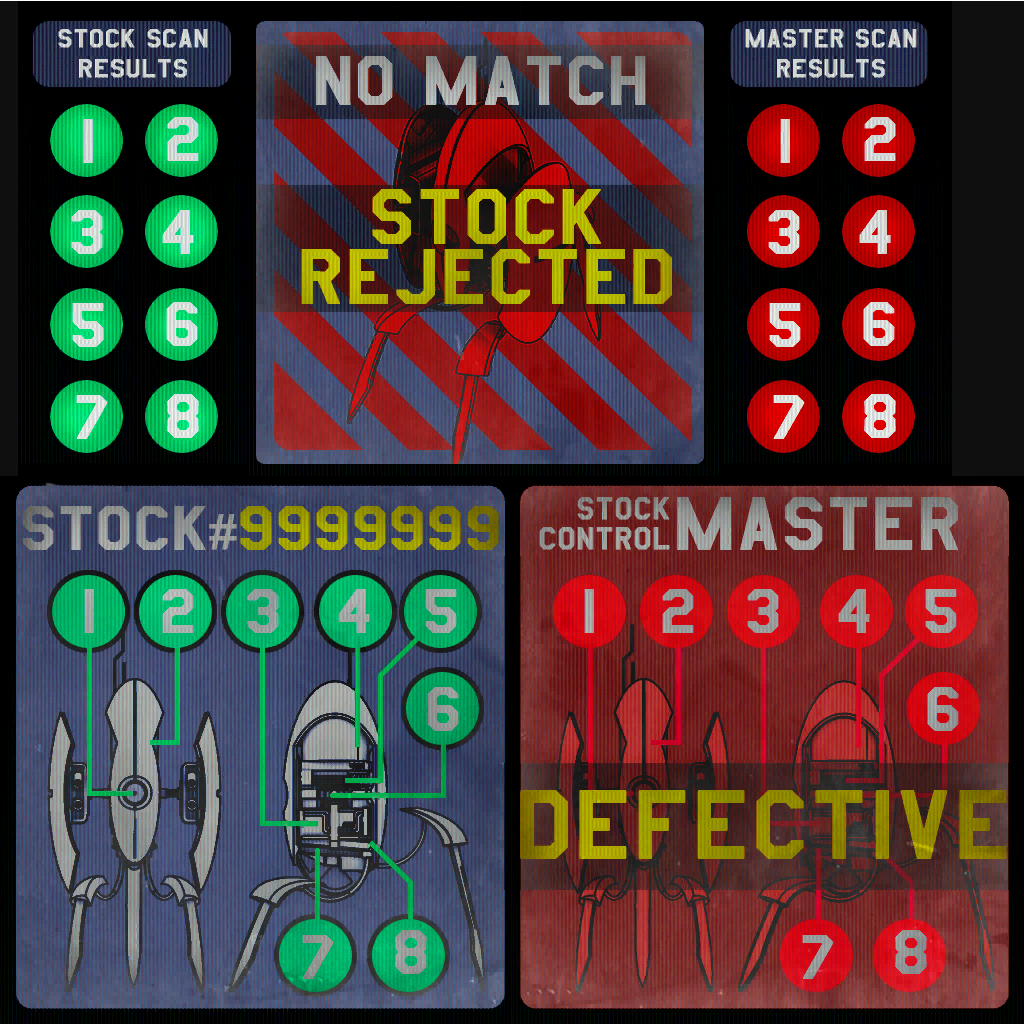 STOCK SCAN
RESULTS
1 2
3 4
5 6
7 8
NO MATCH
STOCK
REJECTED
MASTER SCAN
RESULTS
1 2
3 4
5 6
7 8
STOCK#9999999
1 2 3 4 5
6
7 8
STOCK
CONTROL MASTER
1 2 3 4 5
6
DEFECTIVE
7 8